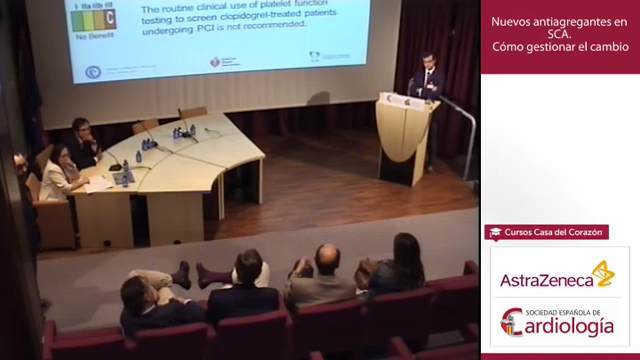 I IIa IIb III
C
No Benefit
The routine clinical use of platelet function
testing to screen clopidogrel-treated patients
undergoing PCI is not recommended.
Nuevos antiagregantes en
SCA.
Cómo gestionar el cambio
Cursos Casa del Corazón
AstraZeneca
SOCIEDAD ESPAÑOLA DE
Cardiología